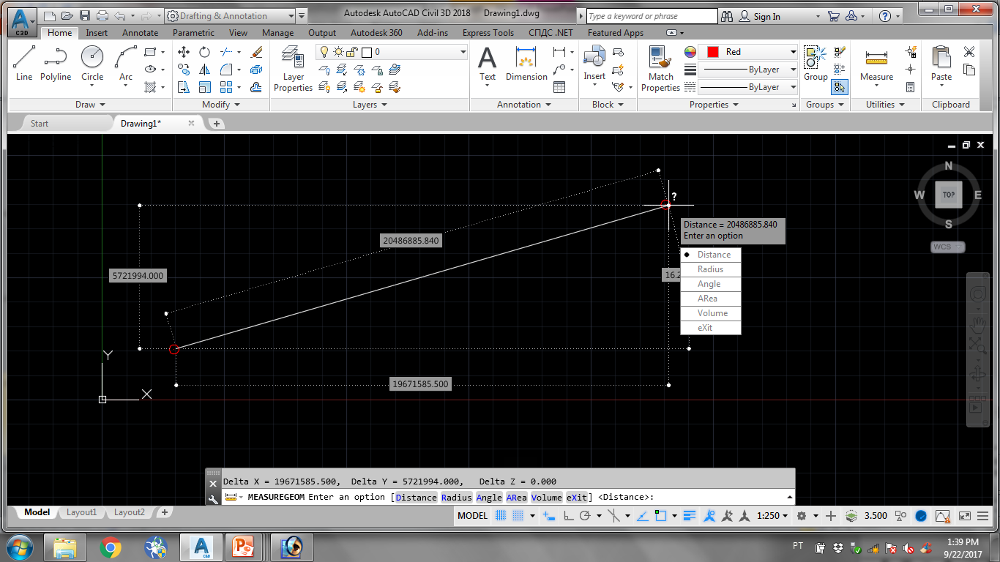 Drafting & Annotation
Autodesk AutoCAD Civil 3D 2018 Drawing1.dwg
Type a keyword or phrase
Sign In
C3D
Home Insert Annotate Parametric View Manage Output Autodesk 360 Add-ins Express Tools СПДС .NET Featured Apps
0
Red
Line Polyline Circle Arc
Layer
Properties
Text Dimension
Insert
Match
Properties
ByLayer
ByLayer
Group
Measure
Paste
Draw Modify Layers Annotation Block Properties Groups Utilities Clipboard
Start Drawing1*
N
W TOP E
S
WCS
?
Distance = 20486885.840
Enter an option
20486885.840
Distance
Radius
Angle
ARea
Volume
eXit
5721994.000
16.2
Y
19671585.500
X
Delta X = 19671585.500, Delta Y = 5721994.000, Delta Z = 0.000
MEASUREGEOM Enter an option [Distance Radius Angle ARea Volume eXit] <Distance>:
Model Layout1 Layout2
MODEL
1:250
3.500
A
C3D
PT
1:39 PM
9/22/2017